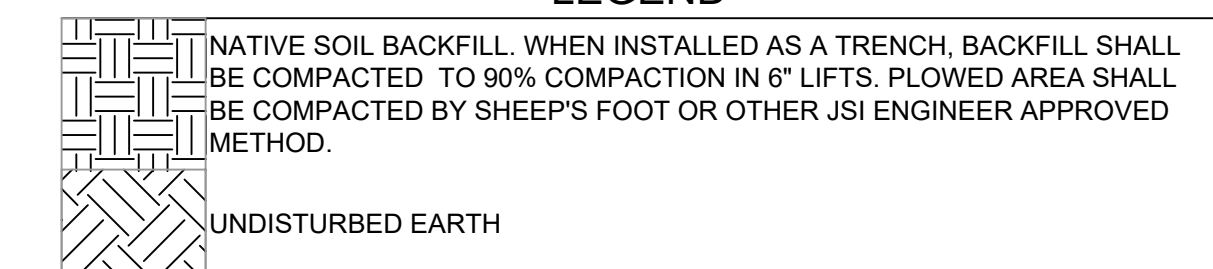 LEGEND
NATIVE SOIL BACKFILL. WHEN INSTALLED AS A TRENCH, BACKFILL SHALL
BE COMPACTED TO 90% COMPACTION IN 6" LIFTS. PLOWED AREA SHALL
BE COMPACTED BY SHEEP'S FOOT OR OTHER JSI ENGINEER APPROVED
METHOD.
UNDISTURBED EARTH